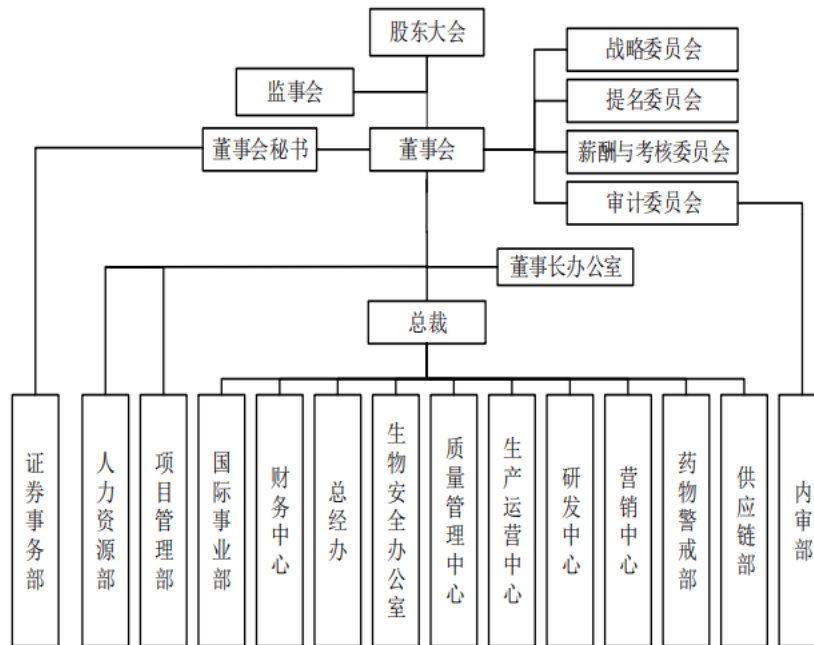 股东大会
战略委员会
监事会
提名委员会
董事会秘书
董事会
薪酬与考核委员会
审计委员会
董事长办公室
总裁
证券事务部
人力资源部
项目管理部
国际事业部
财务中心
总经办
生物安全办公室
质量管理中心
生产运营中心
研发中心
营销中心
药物警戒部
供应链部
内审部